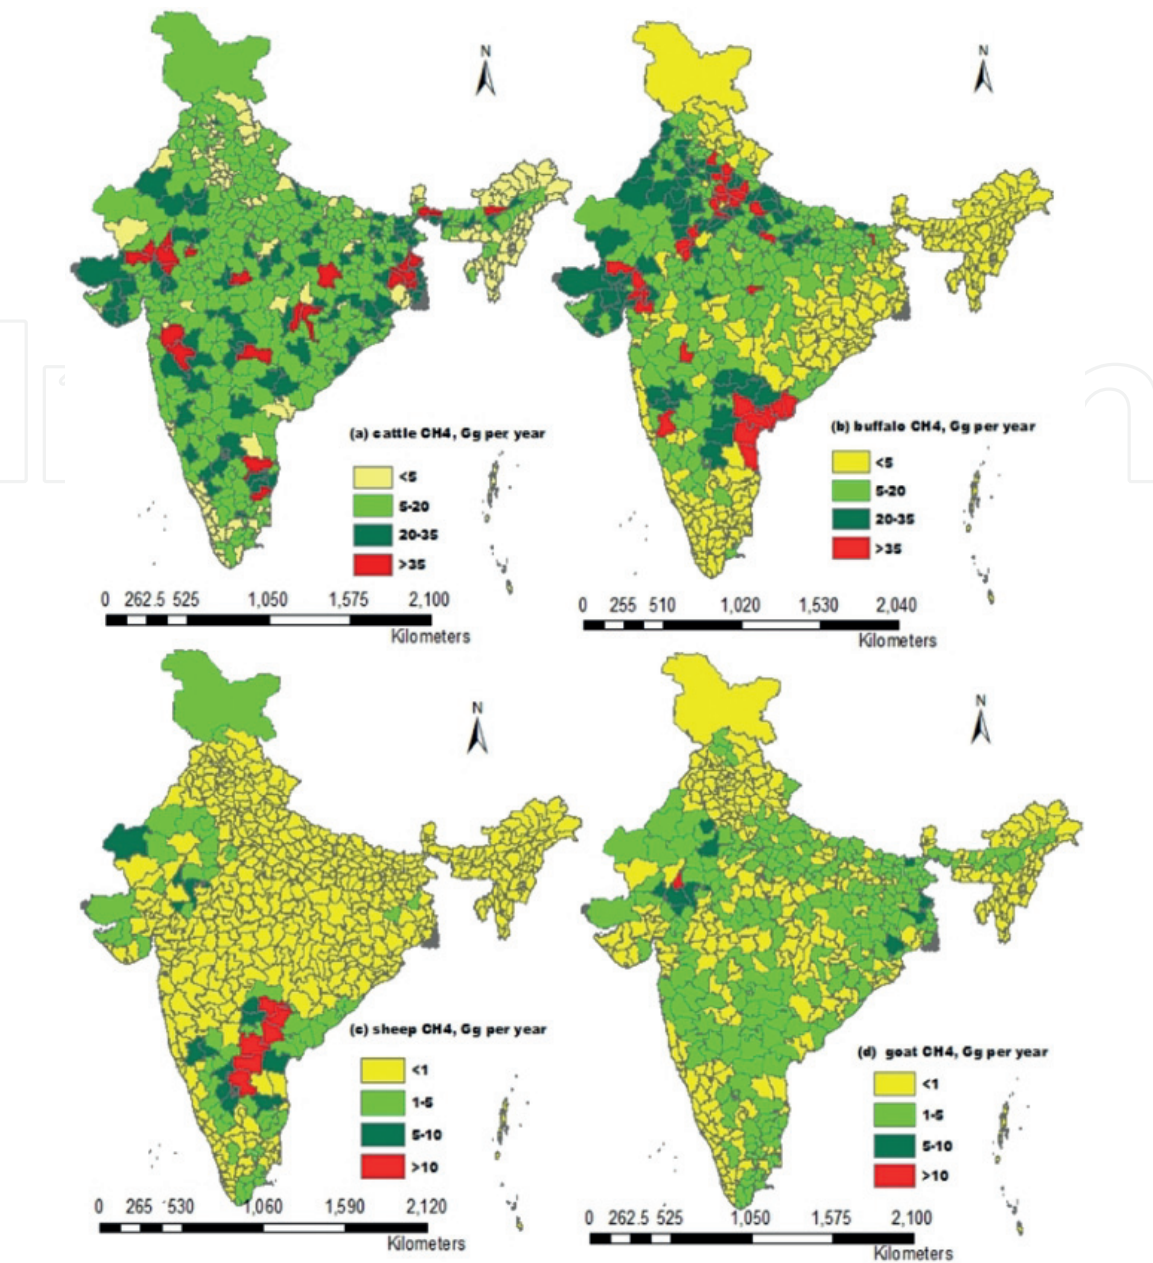 N
N
(a) cattle CH4, Gg per year
<5
5-20
20-35
>35
0 262.5 525 1,050 1,575 2,100
Kilometers
(b) buffalo CH4, Gg per year
<5
5-20
20-35
>35
0 255 510 1,020 1,530 2,040
Kilometers
N
N
(c) sheep CH4, Gg per year
<1
1-5
5-10
>10
0 265 530 1,060 1,590 2,120
Kilometers
(d) goat CH4, Gg per year
<1
1-5
5-10
>10
0 262.5 525 1,050 1,575 2,100
Kilometers